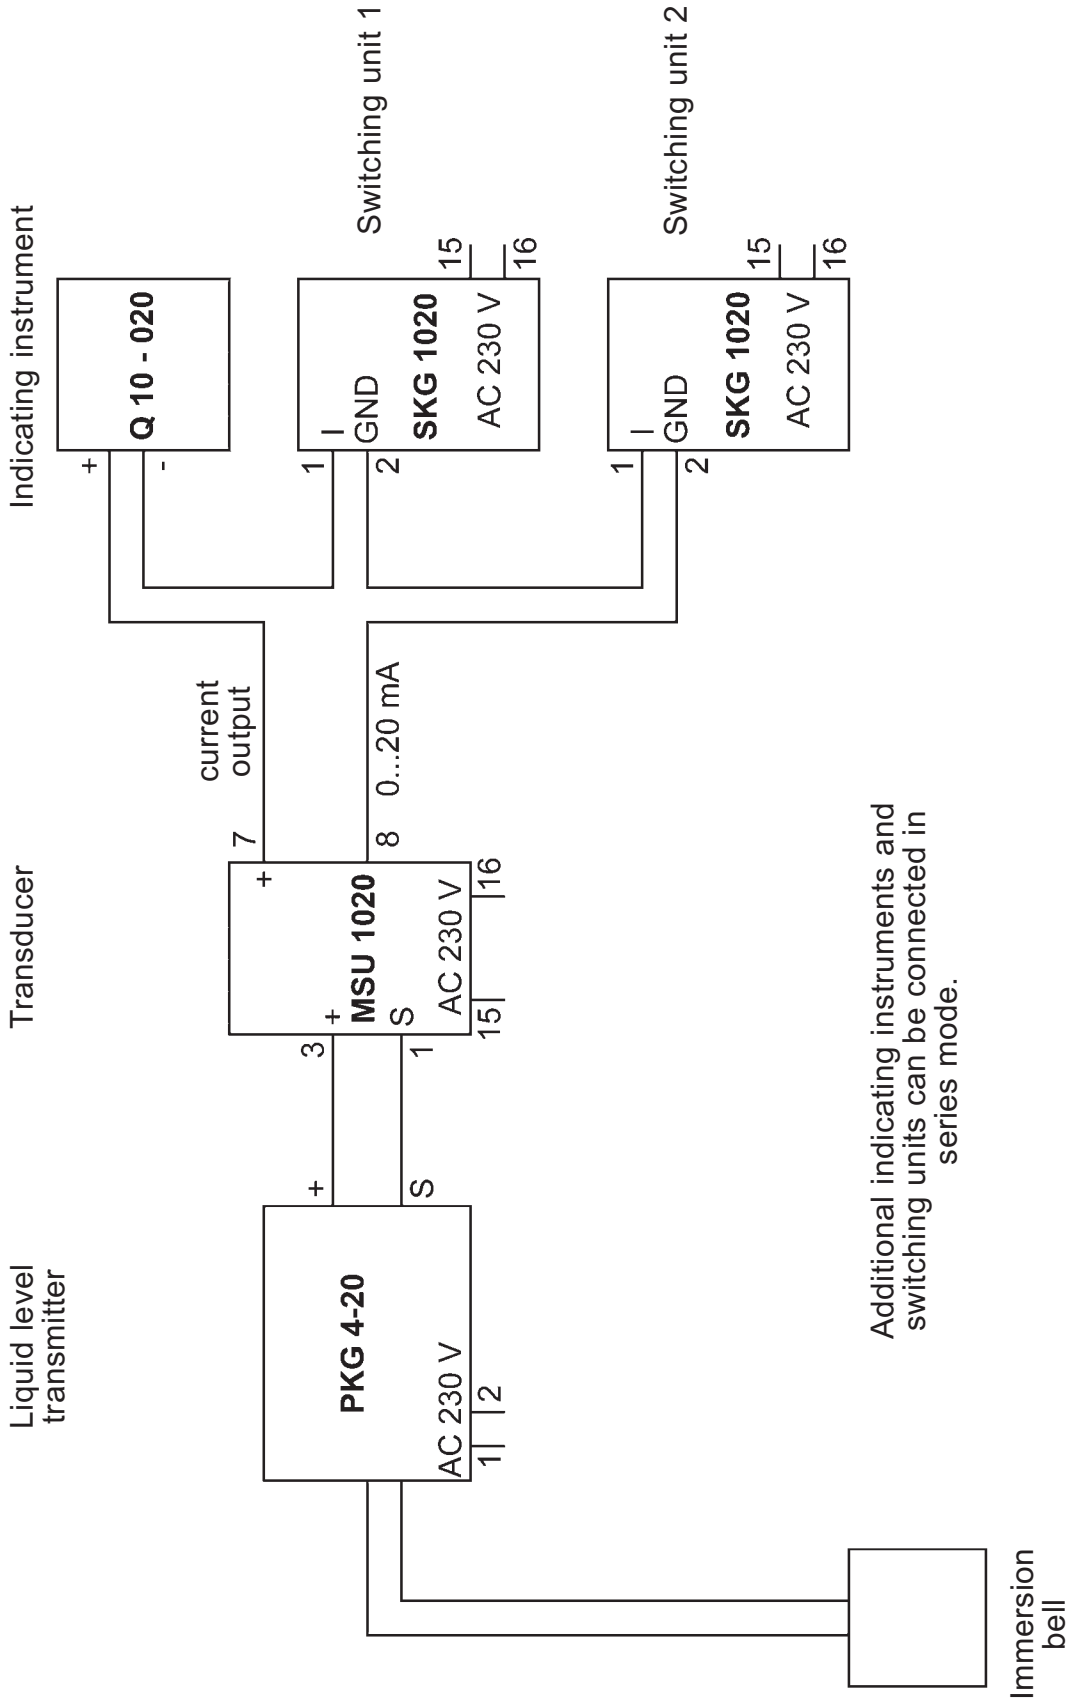 Liquid level
transmitter
Transducer
Indicating instrument
PKG 4-20
AC 230 V
1
2
+
S
3
+
1
S
MSU 1020
AC 230 V
15
16
+
7
8
current
output
0...20 mA
+
-
Q 10 - 020
1
I
2
GND
SKG 1020
AC 230 V
15
16
Switching unit 1
1
I
2
GND
SKG 1020
AC 230 V
15
16
Switching unit 2
Immersion
bell
Additional indicating instruments and
switching units can be connected in
series mode.